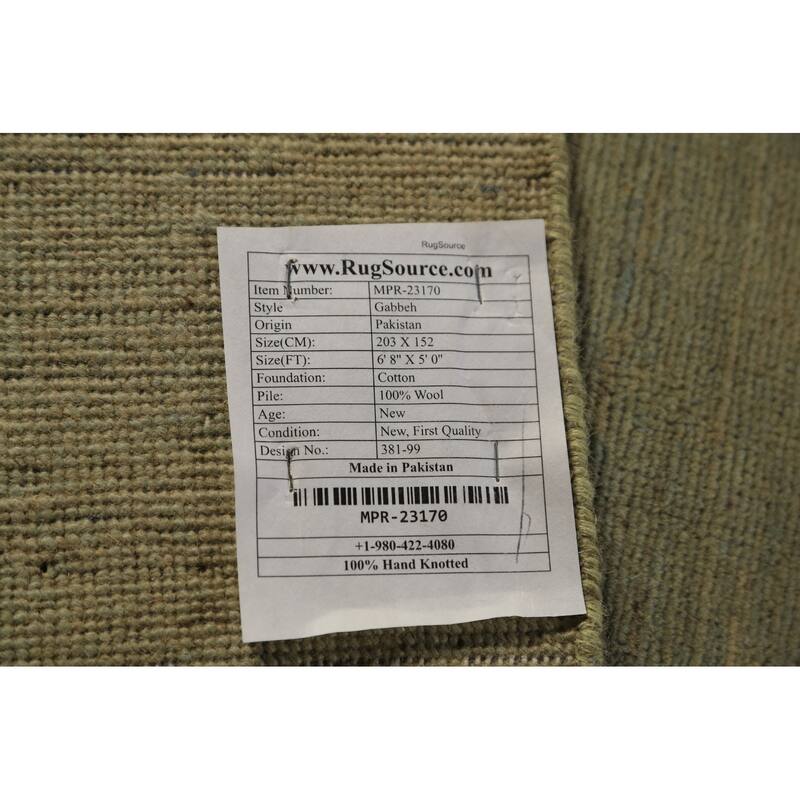 RugSource
www.RugSource.com
Item Number: MPR-23170
Style Gabbeh
Origin Pakistan
Size(CM): 203 X 152
Size(FT): 6' 8" X 5' 0"
Foundation: Cotton
Pile: 100% Wool
Age: New
Condition: New, First Quality
Design No.: 381-99
Made in Pakistan
MPR-23170
+1-980-422-4080
100% Hand Knotted